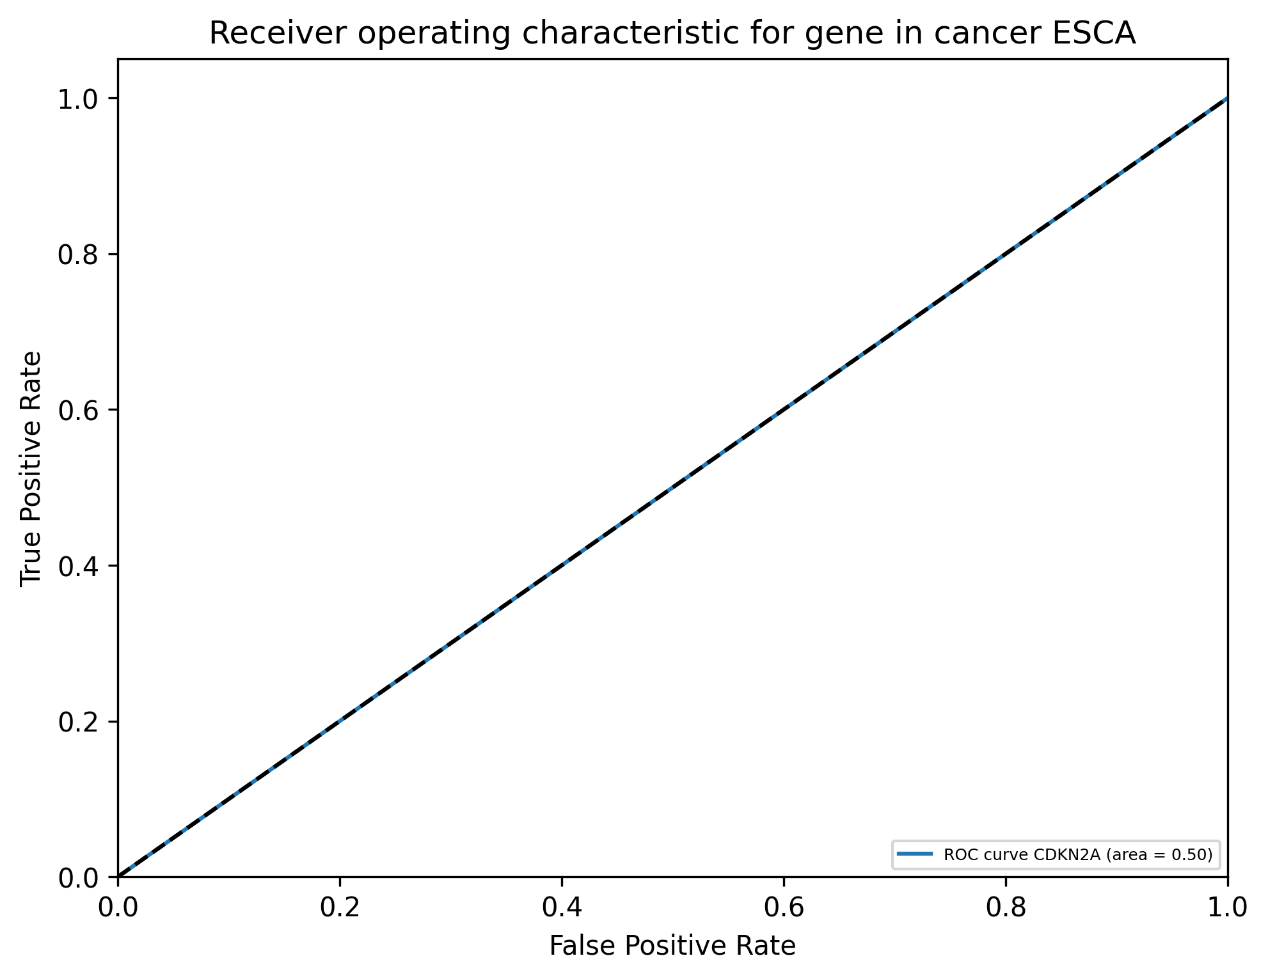 Receiver operating characteristic for gene in cancer ESCA
1.0
0.8
0.6
0.4
0.2
0.0
True Positive Rate
ROC curve CDKN2A (area = 0.50)
0.0 0.2 0.4 0.6 0.8 1.0
False Positive Rate